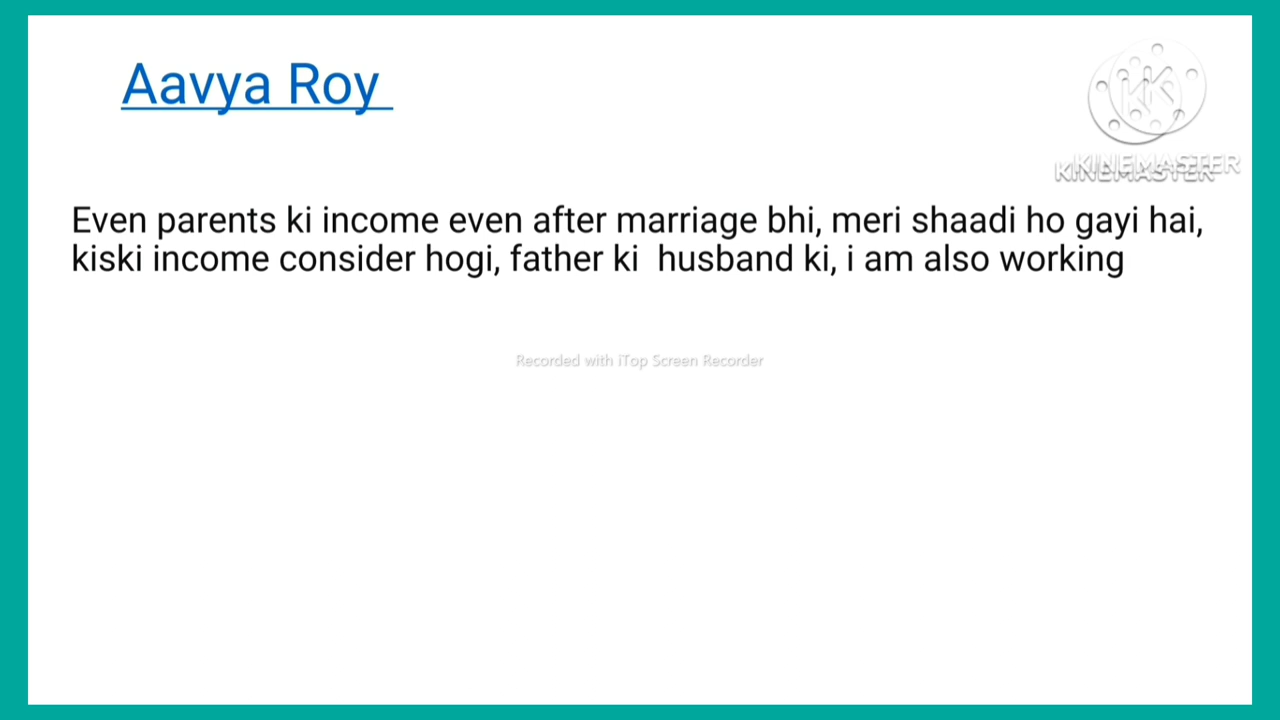 Aavya Roy
KINEMASTER
KINEMASTER
Even parents ki income even after marriage bhi, meri shaadi ho gayi hai,
kiski income consider hogi, father ki  husband ki, i am also working
Recorded with iTop Screen Recorder